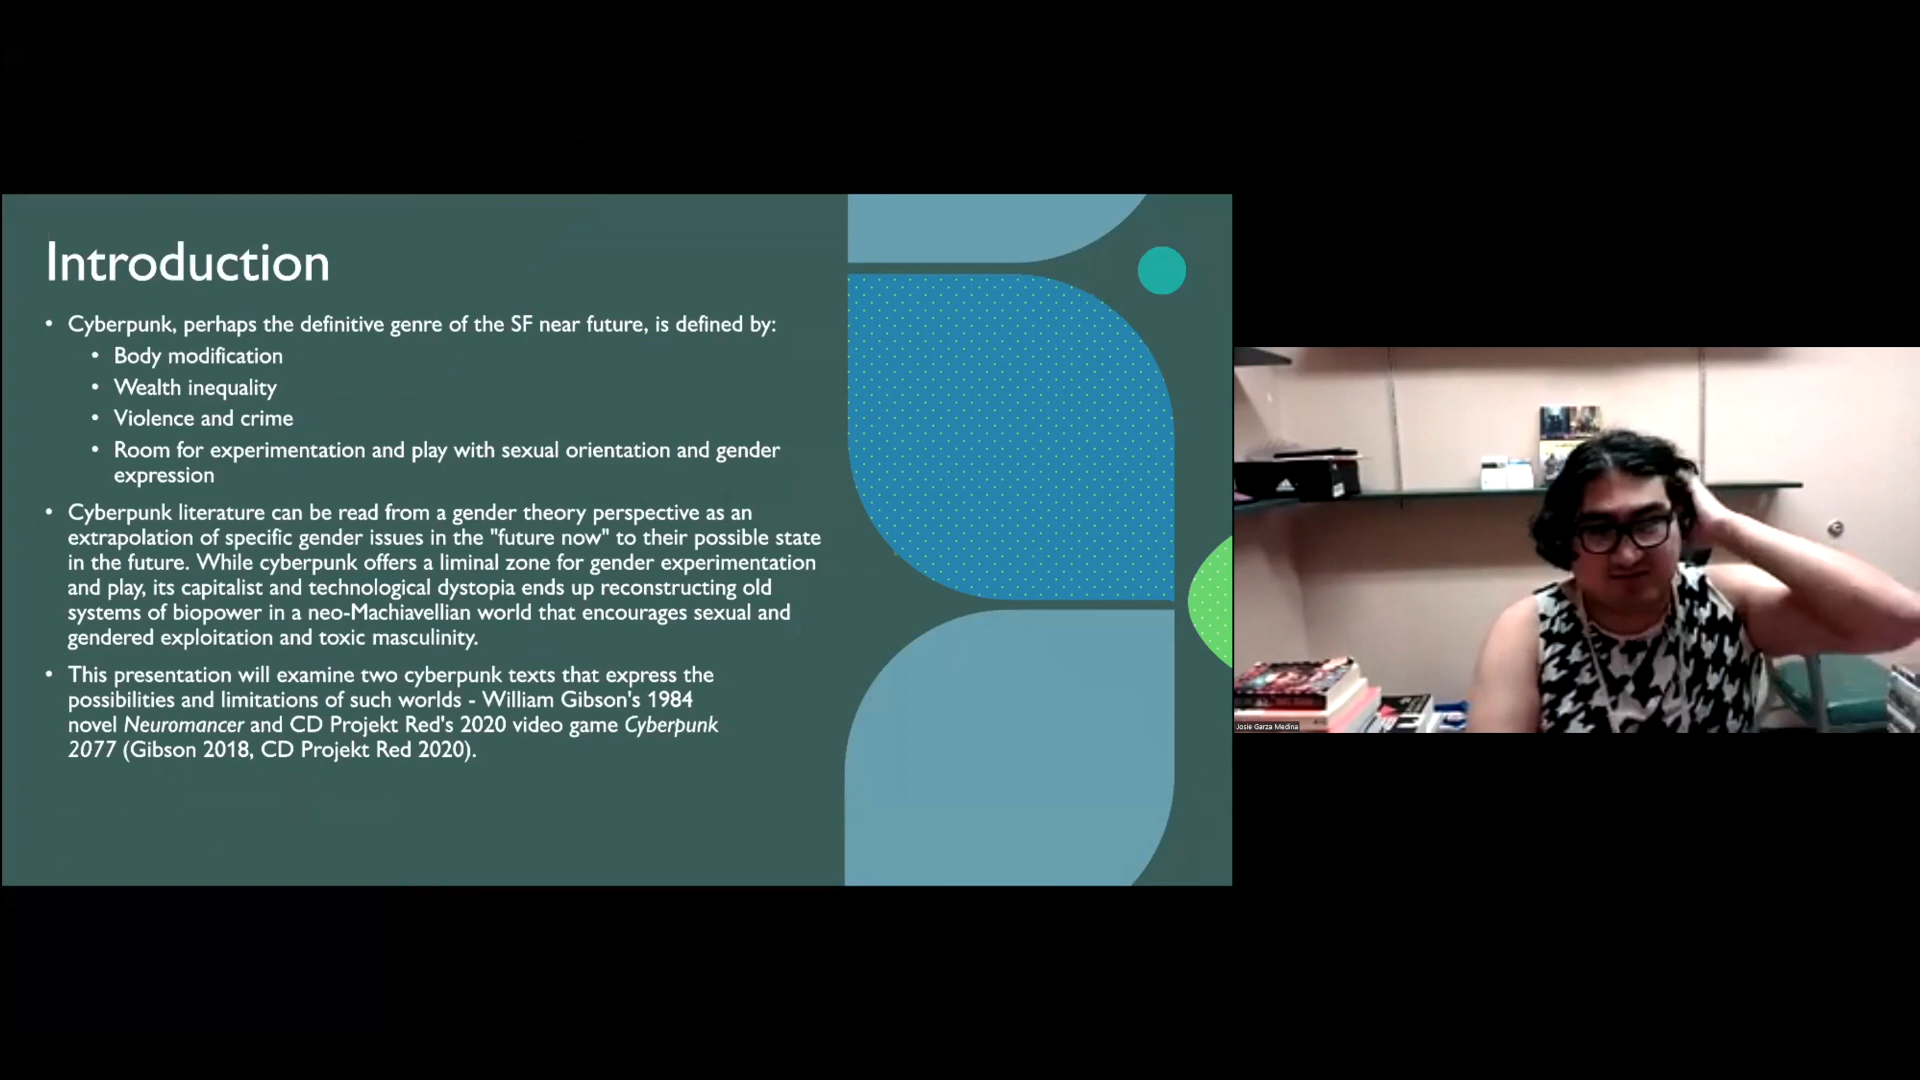 Introduction
• Cyberpunk, perhaps the definitive genre of the SF near future, is defined by:
• Body modification
• Wealth inequality
• Violence and crime
• Room for experimentation and play with sexual orientation and gender
expression
• Cyberpunk literature can be read from a gender theory perspective as an
extrapolation of specific gender issues in the "future now" to their possible state
in the future. While cyberpunk offers a liminal zone for gender experimentation
and play, its capitalist and technological dystopia ends up reconstructing old
systems of biopower in a neo-Machiavellian world that encourages sexual and
gendered exploitation and toxic masculinity.
• This presentation will examine two cyberpunk texts that express the
possibilities and limitations of such worlds - William Gibson's 1984
novel Neuromancer and CD Projekt Red's 2020 video game Cyberpunk
2077 (Gibson 2018, CD Projekt Red 2020).
adidas
Josie Garza Medina